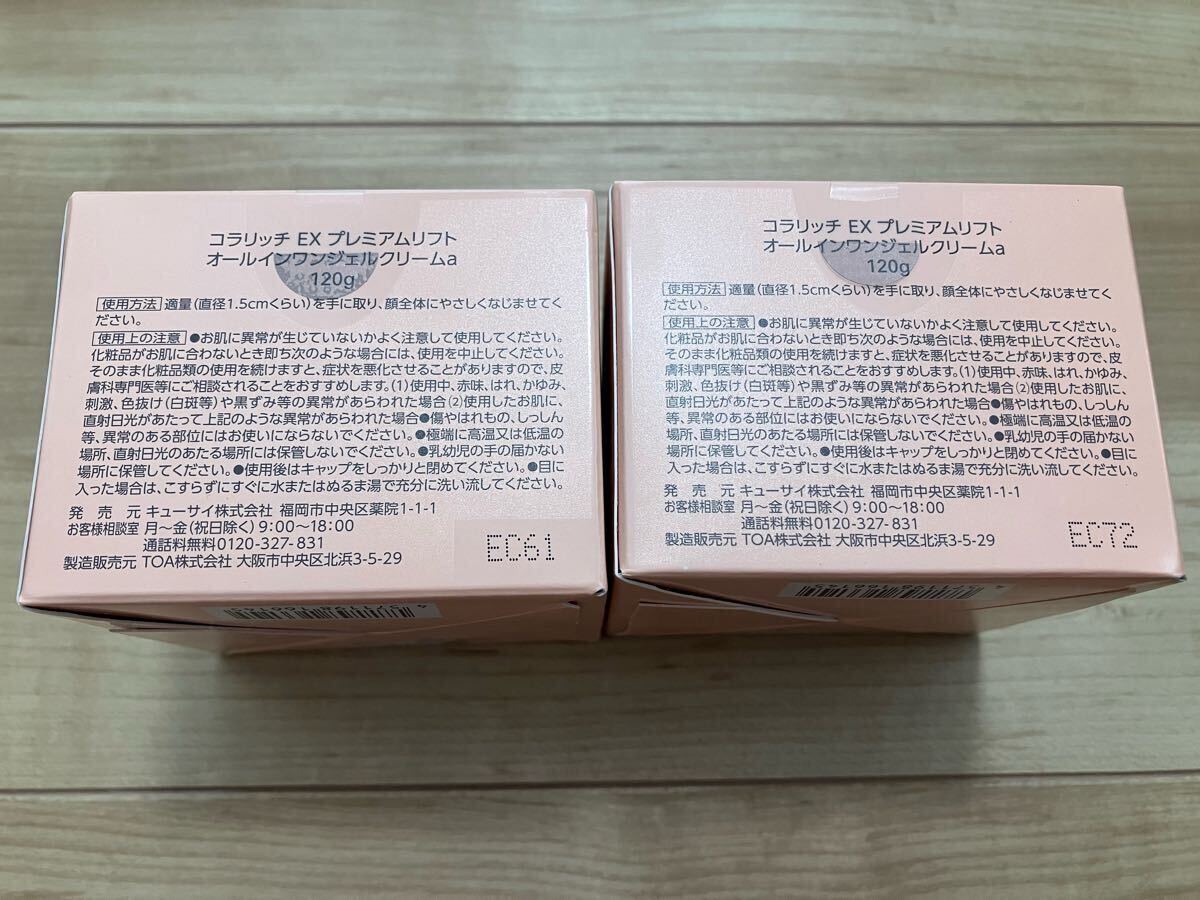 コラリッチ EX プレミアムリフト
オールインワンジェルクリームa
120g
使用方法 適量(直径1.5cmくらい)を手に取り、顔全体にやさしくなじませてく
ださい。
使用上の注意 ●お肌に異常が生じていないかよく注意して使用してください。
化粧品がお肌に合わないとき即ち次のような場合には、使用を中止してください。
そのまま化粧品類の使用を続けますと、症状を悪化させることがありますので、皮
膚科専門医等にご相談されることをおすすめします。(1)使用中、赤味、はれ、かゆみ、
刺激、色抜け(白斑等)や黒ずみ等の異常があらわれた場合(2)使用したお肌に、
直射日光があたって上記のような異常があらわれた場合●傷やはれもの、しっしん
等、異常のある部位にはお使いにならないでください。●極端に高温又は低温の
場所、直射日光のあたる場所には保管しないでください。●乳幼児の手の届かない
場所に保管してください。●使用後はキャップをしっかりと閉めてください。●目に
入った場合は、こすらずにすぐに水またはぬるま湯で充分に洗い流してください。
発売元 キューサイ株式会社 福岡市中央区薬院1-1-1
お客様相談室 月〜金(祝日除く) 9:00〜18:00
通話料無料0120-327-831
製造販売元 TOA株式会社 大阪市中央区北浜3-5-29
EC61
コラリッチ EX プレミアムリフト
オールインワンジェルクリームa
120g
使用方法 適量(直径1.5cmくらい)を手に取り、顔全体にやさしくなじませてく
ださい。
使用上の注意 ●お肌に異常が生じていないかよく注意して使用してください。
化粧品がお肌に合わないとき即ち次のような場合には、使用を中止してください。
そのまま化粧品類の使用を続けますと、症状を悪化させることがありますので、皮
膚科専門医等にご相談されることをおすすめします。(1)使用中、赤味、はれ、かゆみ、
刺激、色抜け(白斑等)や黒ずみ等の異常があらわれた場合(2)使用したお肌に、
直射日光があたって上記のような異常があらわれた場合●傷やはれもの、しっしん
等、異常のある部位にはお使いにならないでください。●極端に高温又は低温の
場所、直射日光のあたる場所には保管しないでください。●乳幼児の手の届かない
場所に保管してください。●使用後はキャップをしっかりと閉めてください。●目に
入った場合は、こすらずにすぐに水またはぬるま湯で充分に洗い流してください。
発売元 キューサイ株式会社 福岡市中央区薬院1-1-1
お客様相談室 月〜金(祝日除く) 9:00〜18:00
通話料無料0120-327-831
製造販売元 TOA株式会社 大阪市中央区北浜3-5-29
EC72